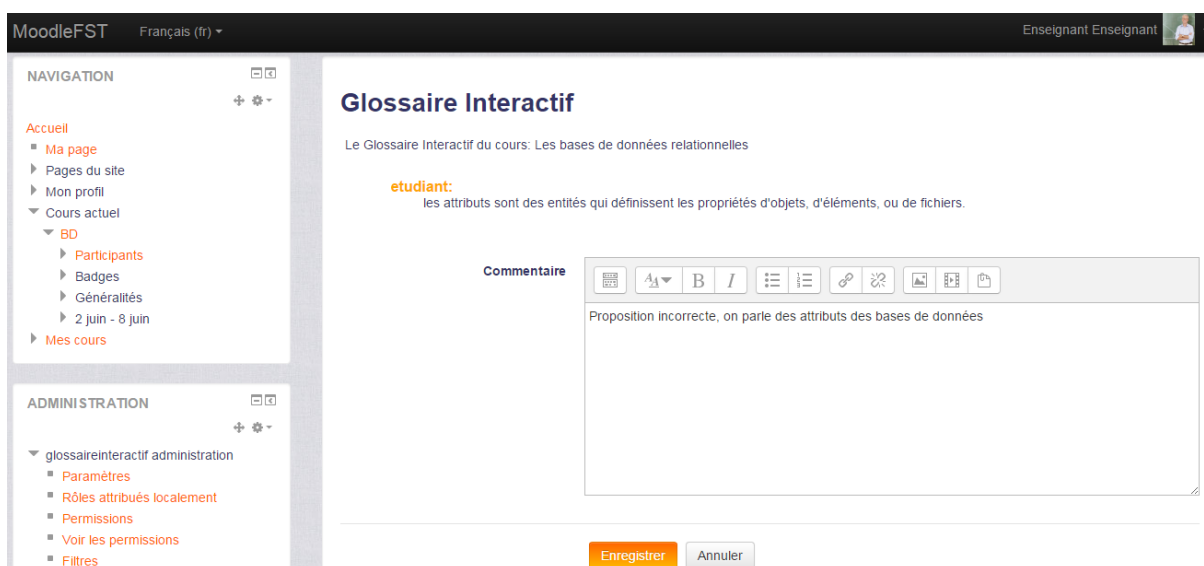 MoodleFST Français (fr) Enseignant Enseignant
NAVIGATION
Accueil
Ma page
Pages du site
Mon profil
Cours actuel
BD
Participants
Badges
Généralités
2 juin - 8 juin
Mes cours
ADMINISTRATION
glossaireinteractif administration
Paramètres
Rôles attribués localement
Permissions
Voir les permissions
Filtres
Glossaire Interactif
Le Glossaire Interactif du cours: Les bases de données relationnelles
etudiant:
les attributs sont des entités qui définissent les propriétés d'objets, d'éléments, ou de fichiers.
Commentaire
Proposition incorrecte, on parle des attributs des bases de données
Enregistrer Annuler